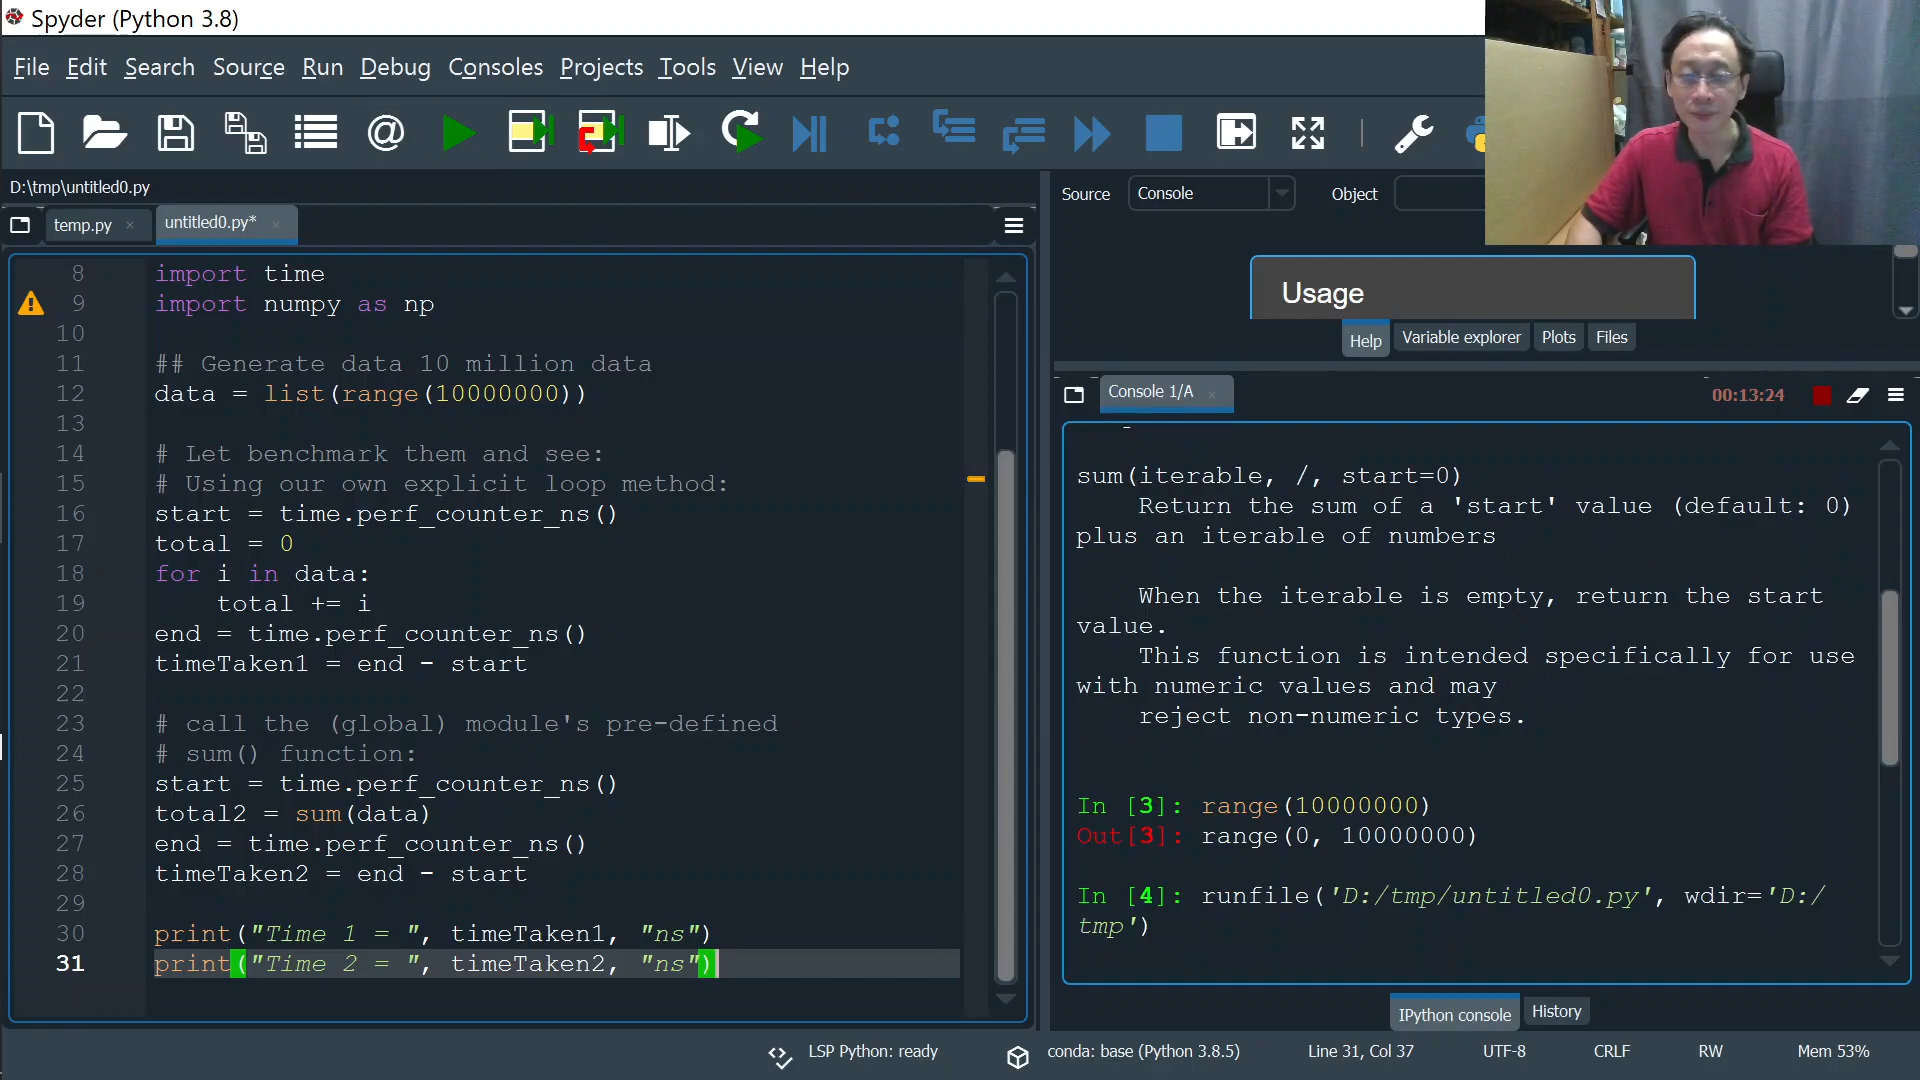 Spyder (Python 3.8)
File Edit Search Source Run Debug Consoles Projects Tools View Help
D:\tmp\untitled0.py
temp.py
untitled0.py*
8 import time
9 import numpy as np
10
11 ## Generate data 10 million data
12 data = list(range(10000000))
13
14 # Let benchmark them and see:
15 # Using our own explicit loop method:
16 start = time.perf_counter_ns()
17 total = 0
18 for i in data:
19     total += i
20 end = time.perf_counter_ns()
21 timeTaken1 = end - start
22
23 # call the (global) module's pre-defined
24 # sum() function:
25 start = time.perf_counter_ns()
26 total2 = sum(data)
27 end = time.perf_counter_ns()
28 timeTaken2 = end - start
29
30 print("Time 1 = ", timeTaken1, "ns")
31 print("Time 2 = ", timeTaken2, "ns")
Source Console Object
Usage
Help Variable explorer Plots Files
Console 1/A
00:13:24
sum(iterable, /, start=0)
    Return the sum of a 'start' value (default: 0)
plus an iterable of numbers
    When the iterable is empty, return the start
value.
    This function is intended specifically for use
with numeric values and may
    reject non-numeric types.
In [3]: range(10000000)
Out[3]: range(0, 10000000)
In [4]: runfile('D:/tmp/untitled0.py', wdir='D:/
tmp')
IPython console History
LSP Python: ready conda: base (Python 3.8.5) Line 31, Col 37 UTF-8 CRLF RW Mem 53%